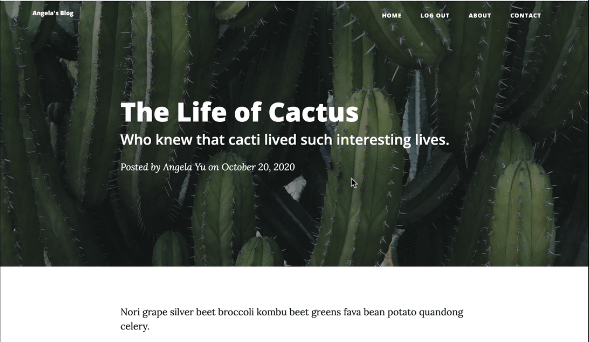 Angela's Blog
HOME LOG OUT ABOUT CONTACT
The Life of Cactus
Who knew that cacti lived such interesting lives.
Posted by Angela Yu on October 20, 2020
Nori grape silver beet broccoli kombu beet greens fava bean potato quandong
celery.